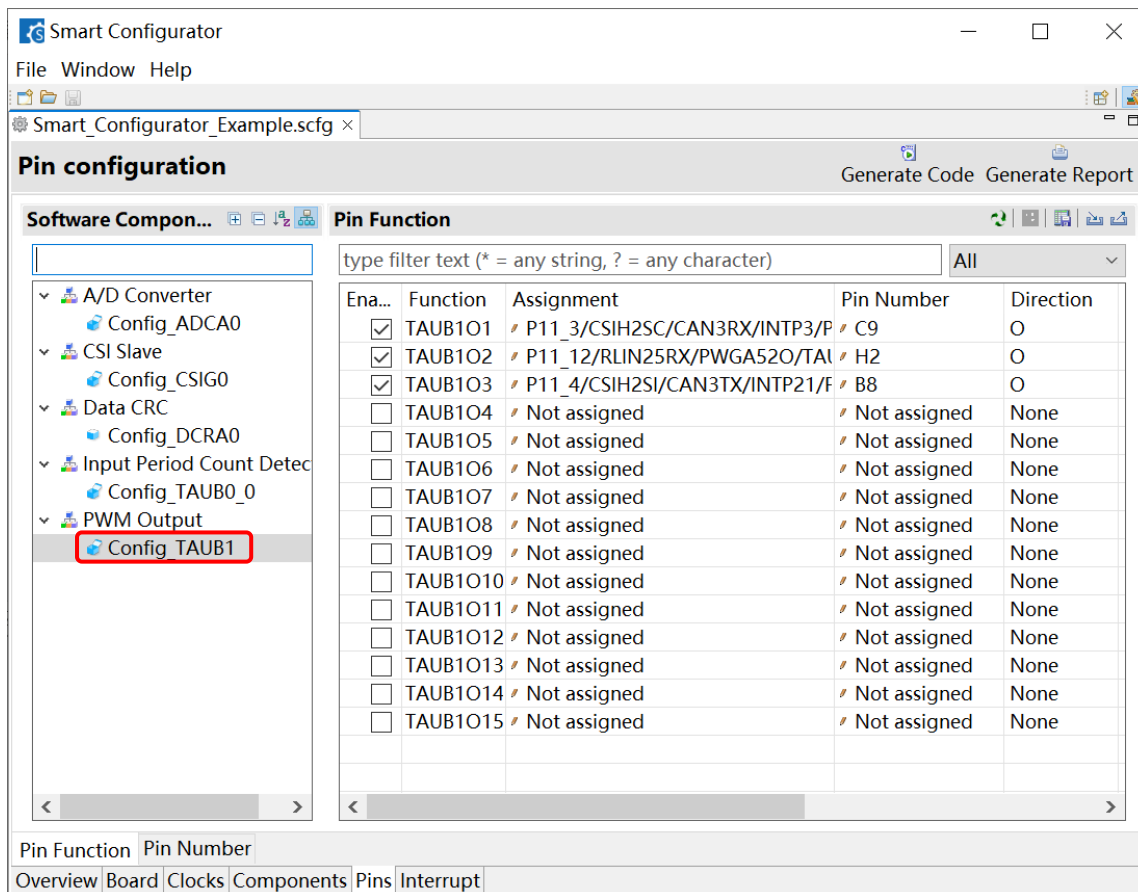 Smart Configurator
File Window Help
Smart_Configurator_Example.scfg
Pin configuration
Generate Code Generate Report
Software Compon...
Pin Function
type filter text (* = any string, ? = any character)
All
A/D Converter
Config_ADCA0
CSI Slave
Config_CSIG0
Data CRC
Config_DCRA0
Input Period Count Detec
Config_TAUB0_0
PWM Output
Config_TAUB1
Ena... Function Assignment Pin Number Direction
TAUB1O1 P11_3/CSIH2SC/CAN3RX/INTP3/P C9 O
TAUB1O2 P11_12/RLIN25RX/PWGA52O/TAU H2 O
TAUB1O3 P11_4/CSIH2SI/CAN3TX/INTP21/P B8 O
TAUB1O4 Not assigned Not assigned None
TAUB1O5 Not assigned Not assigned None
TAUB1O6 Not assigned Not assigned None
TAUB1O7 Not assigned Not assigned None
TAUB1O8 Not assigned Not assigned None
TAUB1O9 Not assigned Not assigned None
TAUB1O10 Not assigned Not assigned None
TAUB1O11 Not assigned Not assigned None
TAUB1O12 Not assigned Not assigned None
TAUB1O13 Not assigned Not assigned None
TAUB1O14 Not assigned Not assigned None
TAUB1O15 Not assigned Not assigned None
Pin Function Pin Number
Overview Board Clocks Components Pins Interrupt